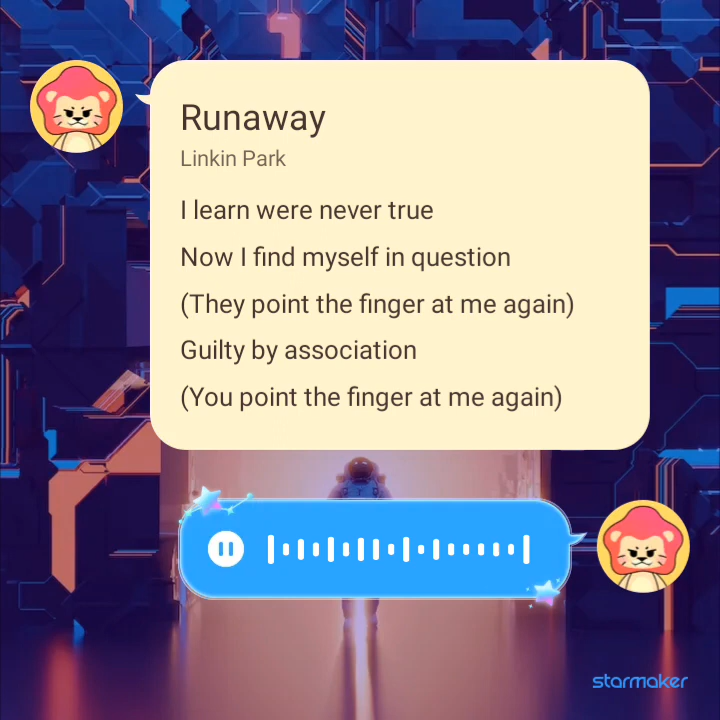 Runaway
Linkin Park
I learn were never true
Now I find myself in question
(They point the finger at me again)
Guilty by association
(You point the finger at me again)
starmaker